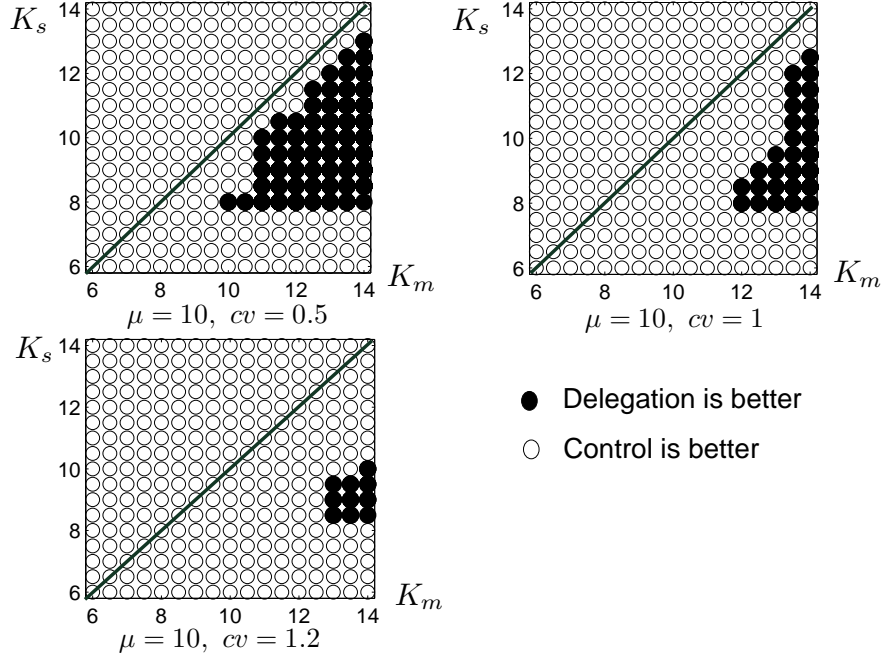 K_s
14
12
10
8
6
6 8 10 12 14
K_m
μ = 10, cv = 0.5
K_s
14
12
10
8
6
6 8 10 12 14
K_m
μ = 10, cv = 1
K_s
14
12
10
8
6
6 8 10 12 14
K_m
μ = 10, cv = 1.2
Delegation is better
Control is better